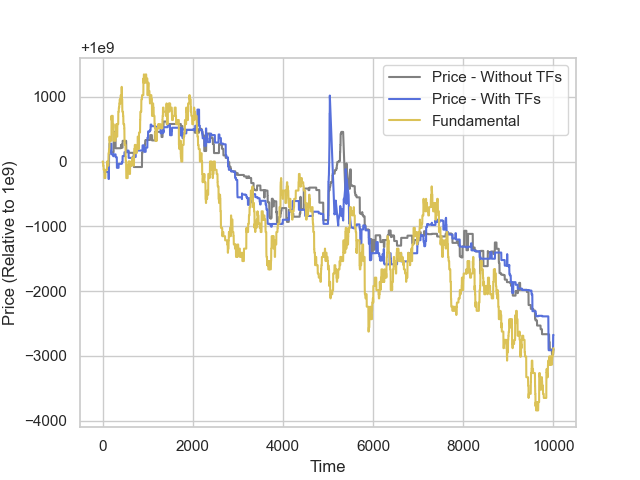 +1e9
Price - Without TFs
Price - With TFs
Fundamental
1000
0
−1000
−2000
−3000
−4000
Price (Relative to 1e9)
0 2000 4000 6000 8000 10000
Time